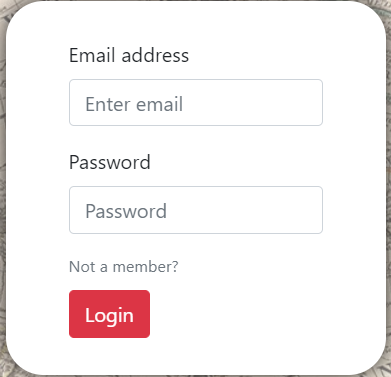 Email address
Enter email
Password
Password
Not a member?
Login